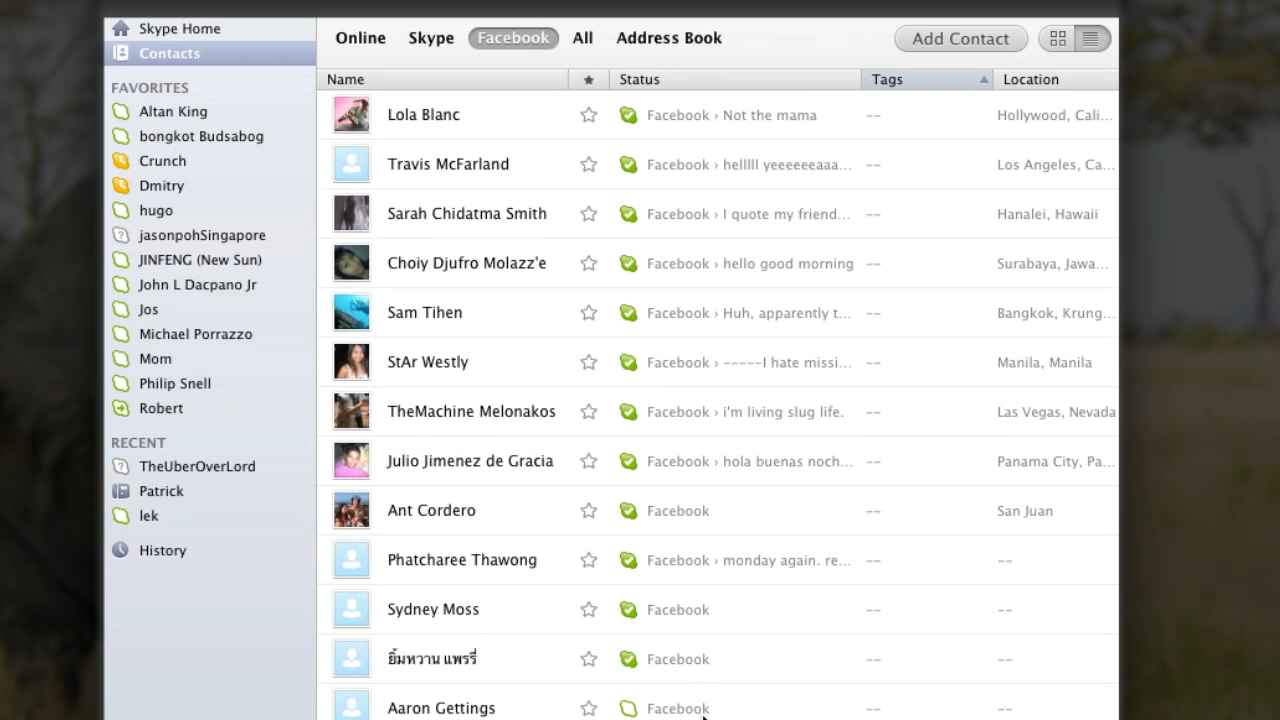 Skype Home
Contacts
FAVORITES
Altan King
bongkot Budsabog
Crunch
Dmitry
hugo
jasonpohSingapore
JINFENG (New Sun)
John L Dacpano Jr
Jos
Michael Porrazzo
Mom
Philip Snell
Robert
RECENT
TheUberOverLord
Patrick
lek
History
Online Skype Facebook All Address Book Add Contact
Name Status Tags Location
Lola Blanc Facebook › Not the mama -- Hollywood, Cali...
Travis McFarland Facebook › helllll yeeeeeeaaa... -- Los Angeles, Ca...
Sarah Chidatma Smith Facebook › I quote my friend... -- Hanalei, Hawaii
Choiy Djufro Molazz'e Facebook › hello good morning -- Surabaya, Jawa...
Sam Tihen Facebook › Huh, apparently t... -- Bangkok, Krung...
StAr Westly Facebook › -----I hate missi... -- Manila, Manila
TheMachine Melonakos Facebook › i'm living slug life. -- Las Vegas, Nevada
Julio Jimenez de Gracia Facebook › hola buenas noch... -- Panama City, Pa...
Ant Cordero Facebook -- San Juan
Phatcharee Thawong Facebook › monday again. re... -- --
Sydney Moss Facebook -- --
ยิ้มหวาน แพรรี่ Facebook -- --
Aaron Gettings Facebook -- --